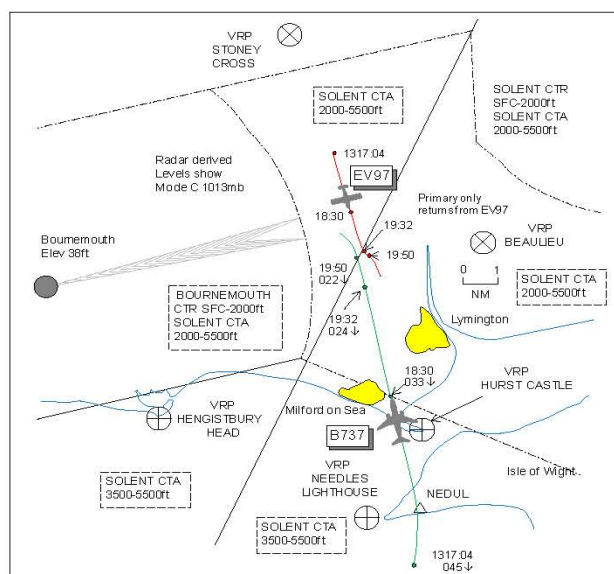 VRP
STONEY
CROSS
SOLENT CTA
2000-5500ft
SOLENT CTR
SFC-2000ft
SOLENT CTA
2000-5500ft
1317:04
EV97
Radar derived
Levels show
Mode C 1013mb
Primary only
returns from EV97
18:30
19:32
19:50
VRP
BEAULIEU
Bournemouth
Elev 38ft
0 1
NM
19:50
022↓
SOLENT CTA
2000-5500ft
BOURNEMOUTH
CTR SFC-2000ft
SOLENT CTA
2000-5500ft
19:32
024↓
Lymington
18:30
033↓
VRP
HURST CASTLE
Milford on Sea
VRP
HENGISTBURY
HEAD
B737
VRP
NEEDLES
LIGHTHOUSE
Isle of Wight
SOLENT CTA
3500-5500ft
NEDUL
SOLENT CTA
3500-5500ft
1317:04
045↓